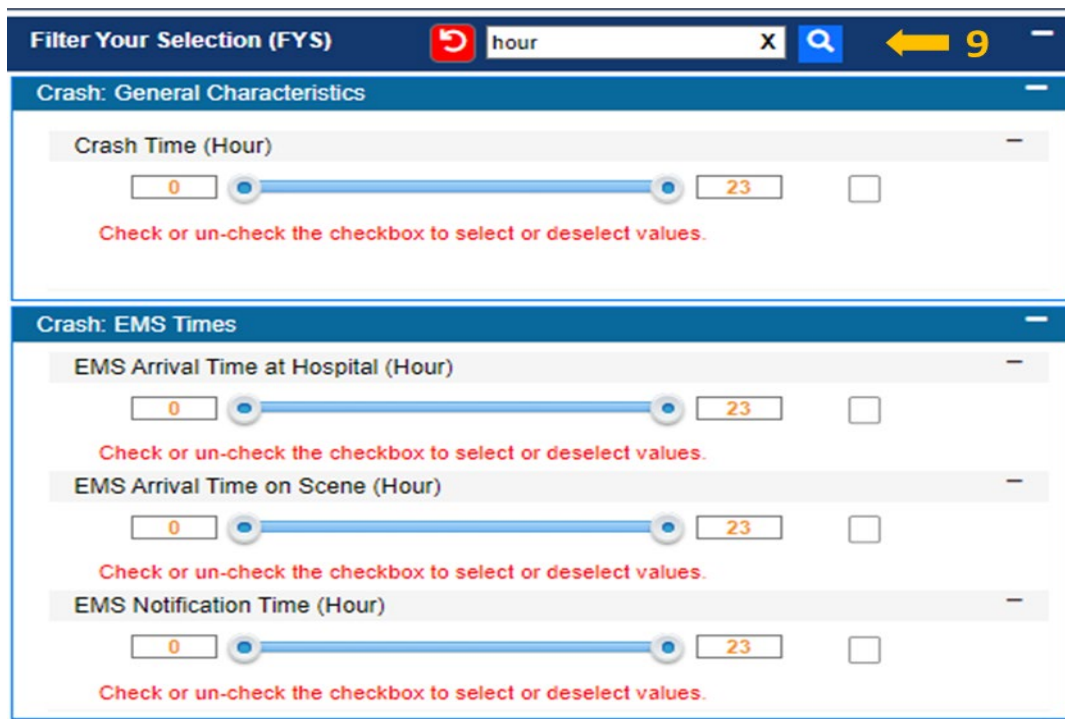 Filter Your Selection (FYS) hour X 9
Crash: General Characteristics
Crash Time (Hour)
0 23
Check or un-check the checkbox to select or deselect values.
Crash: EMS Times
EMS Arrival Time at Hospital (Hour)
0 23
Check or un-check the checkbox to select or deselect values.
EMS Arrival Time on Scene (Hour)
0 23
Check or un-check the checkbox to select or deselect values.
EMS Notification Time (Hour)
0 23
Check or un-check the checkbox to select or deselect values.